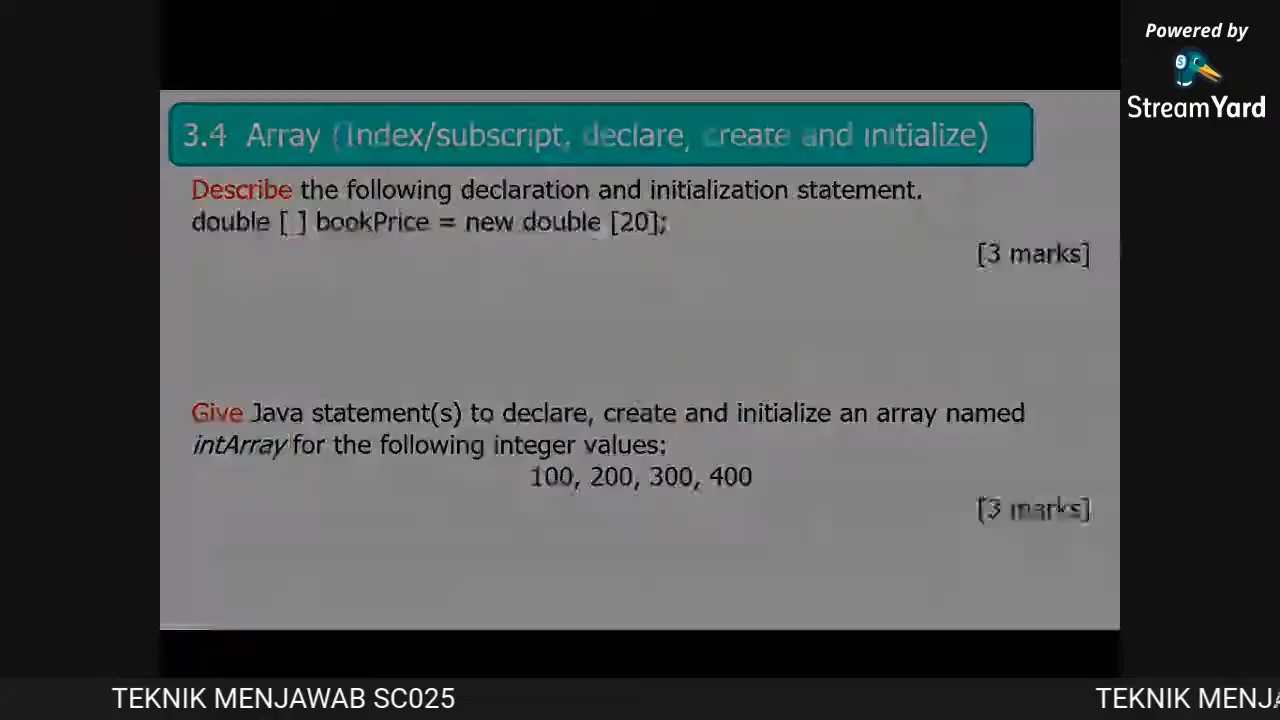 Powered by
StreamYard
3.4 Array (Index/subscript, declare, create and initialize)
Describe the following declaration and initialization statement.
double [ ] bookPrice = new double [20];
[3 marks]
Give Java statement(s) to declare, create and initialize an array named
intArray for the following integer values:
100, 200, 300, 400
[3 marks]
TEKNIK MENJAWAB SC025
TEKNIK MENJA